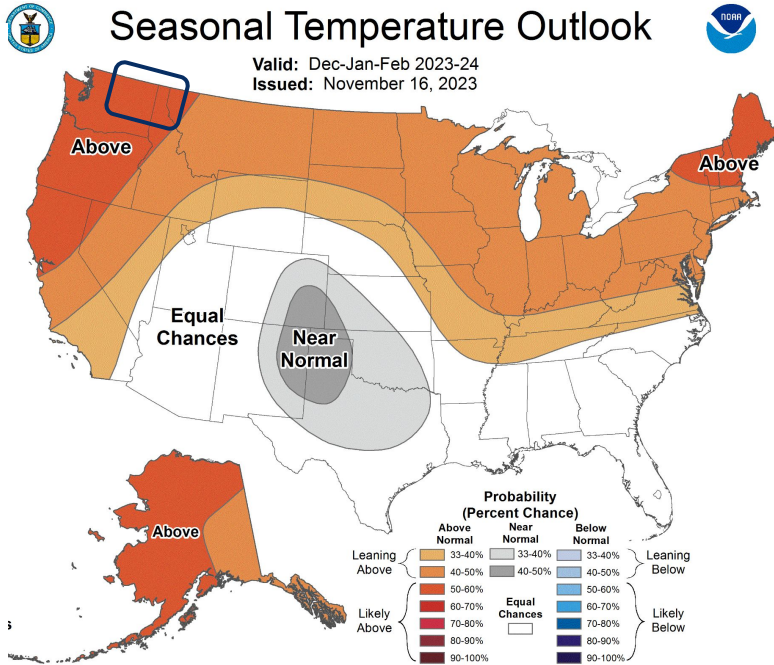 Seasonal Temperature Outlook
NOAA
Valid: Dec-Jan-Feb 2023-24
Issued: November 16, 2023
Above
Above
Equal
Chances
Near
Normal
Above
Probability
(Percent Chance)
Above
Normal
Near
Normal
Below
Normal
Leaning
Above
33-40%
40-50%
33-40%
40-50%
33-40%
40-50%
Leaning
Below
Likely
Above
50-60%
60-70%
70-80%
80-90%
90-100%
Equal
Chances
50-60%
60-70%
70-80%
80-90%
90-100%
Likely
Below
s